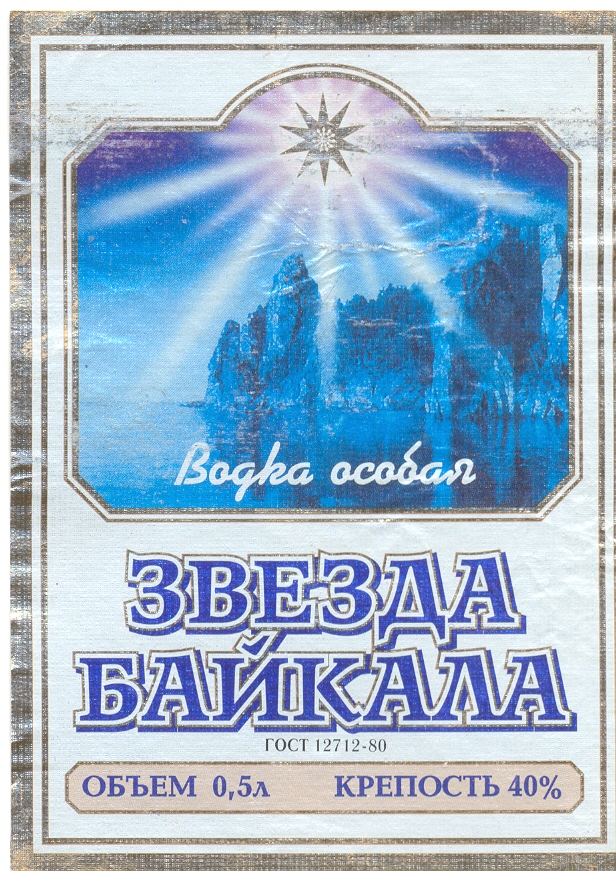 Водка особая
ЗВЕЗДА
БАЙКАЛА
ГОСТ 12712-80
ОБЪЕМ 0,5л КРЕПОСТЬ 40%